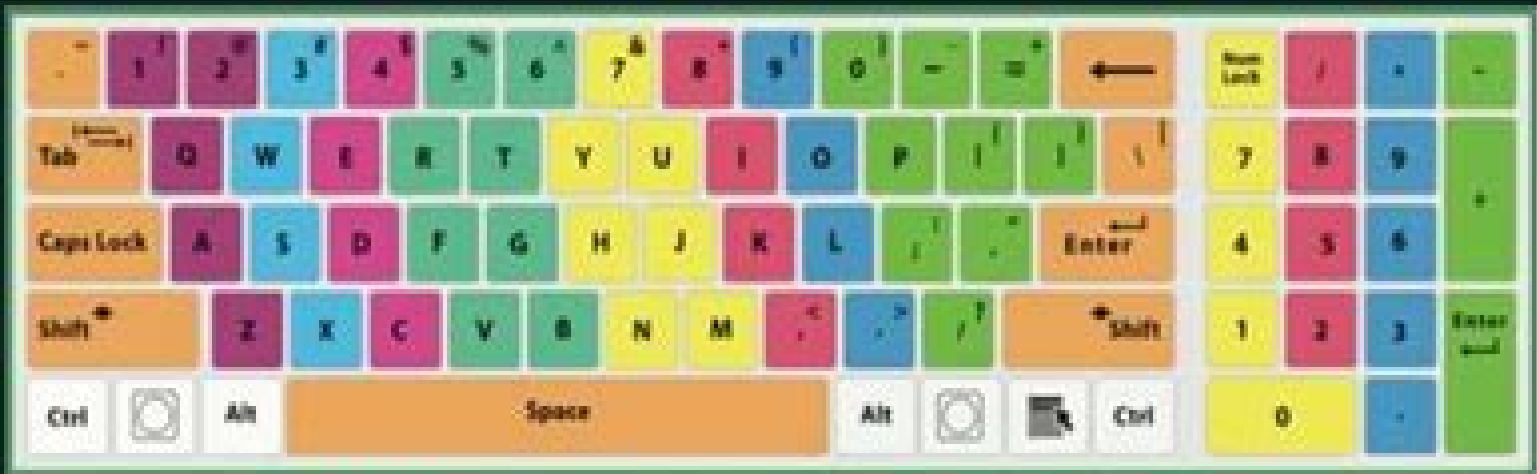 ! @ # $ % ^ & * ( ) - +
1 2 3 4 5 6 7 8 9 0 - = Num Lock / * -
Tab Q W E R T Y U I O P [ { ] } \ | 7 8 9 +
Caps Lock A S D F G H J K L ; Enter 4 5 6
Shift Z X C V B N M , < . > / ? Shift 1 2 3 Enter
Ctrl Alt Space Alt Ctrl 0 .